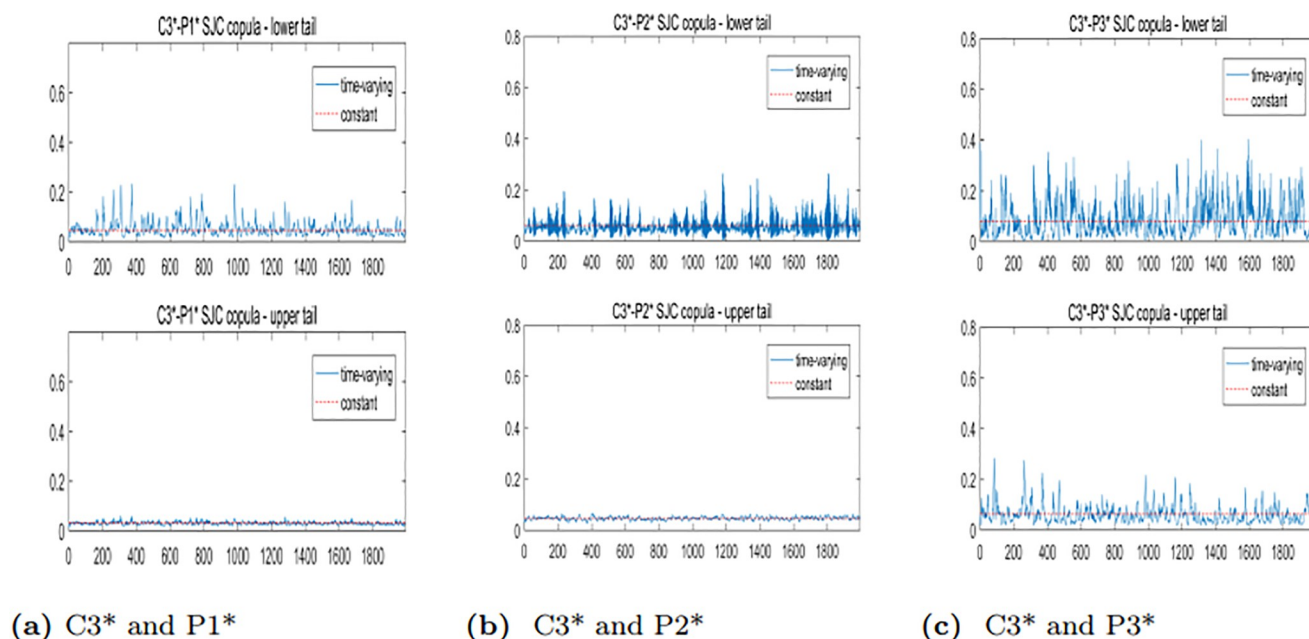 C3*-P1* SJC copula - lower tail
0.6
0.4
0.2
0
time-varying
constant
0 200 400 600 800 1000 1200 1400 1600 1800
C3*-P2* SJC copula - lower tail
0.8
0.6
0.4
0.2
0
time-varying
constant
0 200 400 600 800 1000 1200 1400 1600 1800
C3*-P3* SJC copula - lower tail
0.8
0.6
0.4
0.2
0
time-varying
constant
0 200 400 600 800 1000 1200 1400 1600 1800
C3*-P1* SJC copula - upper tail
0.6
0.4
0.2
0
time-varying
constant
0 200 400 600 800 1000 1200 1400 1600 1800
C3*-P2* SJC copula - upper tail
0.8
0.6
0.4
0.2
0
time-varying
constant
0 200 400 600 800 1000 1200 1400 1600 1800
C3*-P3* SJC copula - upper tail
0.8
0.6
0.4
0.2
0
time-varying
constant
0 200 400 600 800 1000 1200 1400 1600 1800
(a) C3* and P1*
(b) C3* and P2*
(c) C3* and P3*